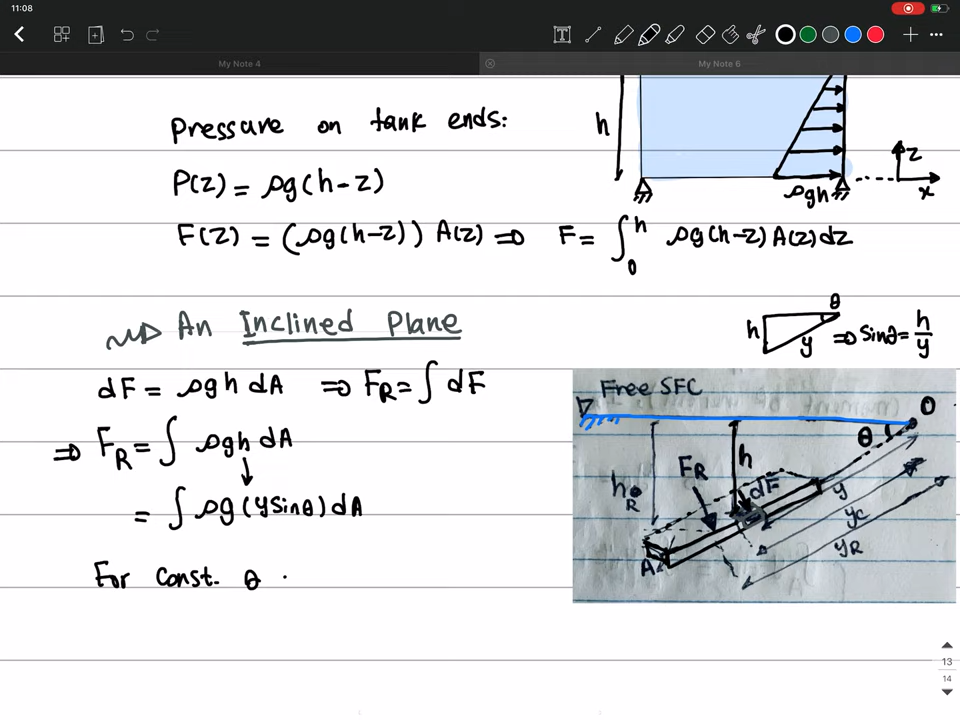 11:08
My Note 4
My Note 6
Pressure on tank ends:
h
P(z) = ρg(h-z)
z
ρgh
x
F(z) = (ρg(h-z)) A(z) ⇒ F = ∫₀ʰ ρg(h-z) A(z) dz
An Inclined Plane
θ
h
y
⇒ sinθ = h/y
dF = ρgh dA ⇒ F_R = ∫ dF
Free SFC
O
θ
⇒ F_R = ∫ ρgh dA
F_R
h
h_R
dF
y
= ∫ ρg(ysinθ) dA
y_C
y_R
A
For const. θ .
13
14